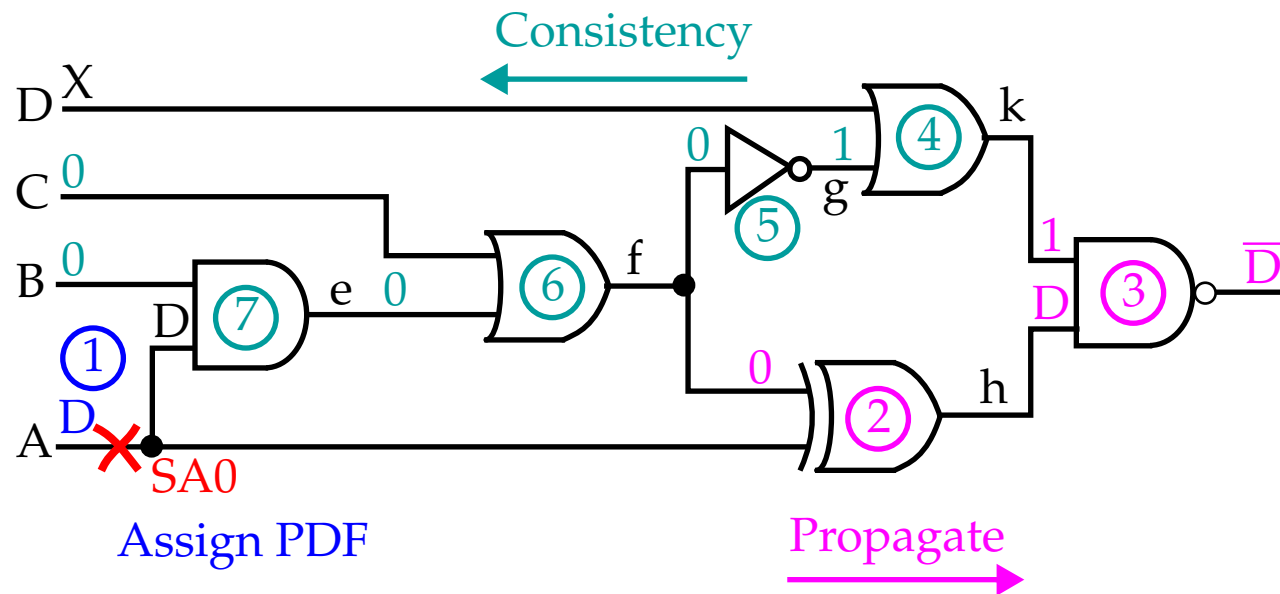 Consistency
D X
k
4
0
1
g
5
C 0
B 0
D
7
e
0
6
f
1
D
3
D̅
1
D
A
SA0
0
2
h
Assign PDF
Propagate